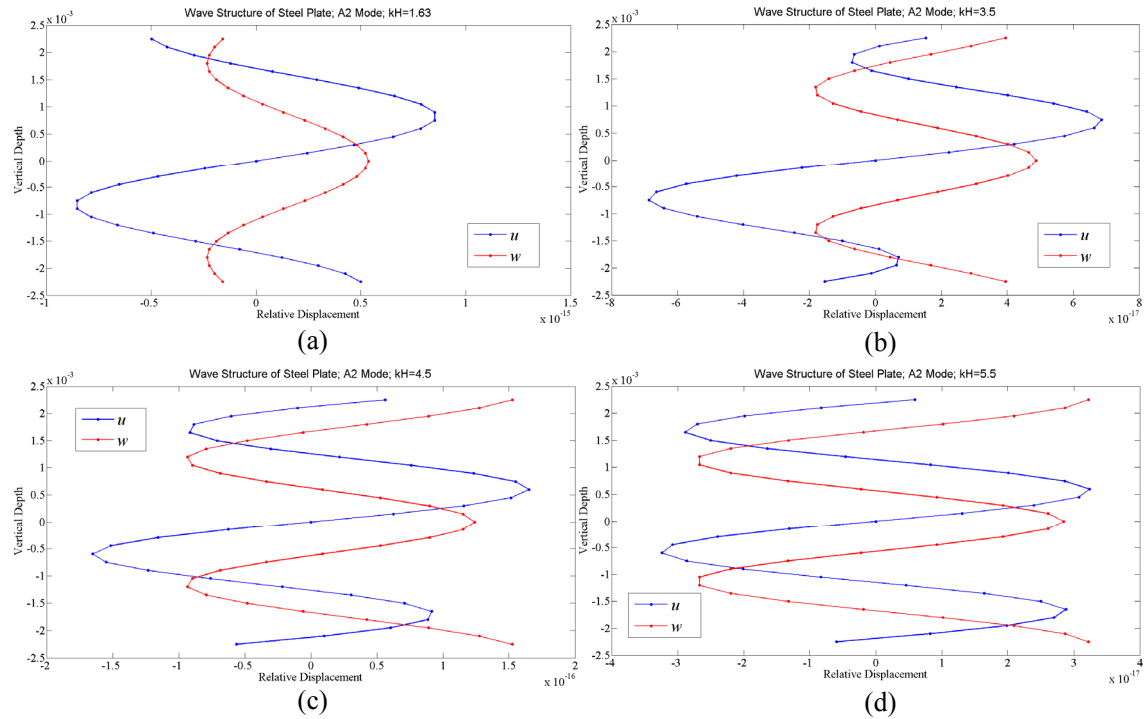 Wave Structure of Steel Plate; A2 Mode; kH=1.63
x 10⁻³
2.5
2
1.5
1
0.5
0
-0.5
-1
-1.5
-2
-2.5
Vertical Depth
u
w
-1
-0.5
0
0.5
1
1.5
Relative Displacement
x 10⁻¹⁵
(a)
Wave Structure of Steel Plate; A2 Mode; kH=3.5
x 10⁻³
2.5
2
1.5
1
0.5
0
-0.5
-1
-1.5
-2
-2.5
Vertical Depth
u
w
-8
-6
-4
-2
0
2
4
6
8
Relative Displacement
x 10⁻¹⁷
(b)
Wave Structure of Steel Plate; A2 Mode; kH=4.5
x 10⁻³
2.5
2
1.5
1
0.5
0
-0.5
-1
-1.5
-2
-2.5
Vertical Depth
u
w
-2
-1.5
-1
-0.5
0
0.5
1
1.5
2
Relative Displacement
x 10⁻¹⁶
(c)
Wave Structure of Steel Plate; A2 Mode; kH=5.5
x 10⁻³
2.5
2
1.5
1
0.5
0
-0.5
-1
-1.5
-2
-2.5
Vertical Depth
u
w
-4
-3
-2
-1
0
1
2
3
4
Relative Displacement
x 10⁻¹⁷
(d)